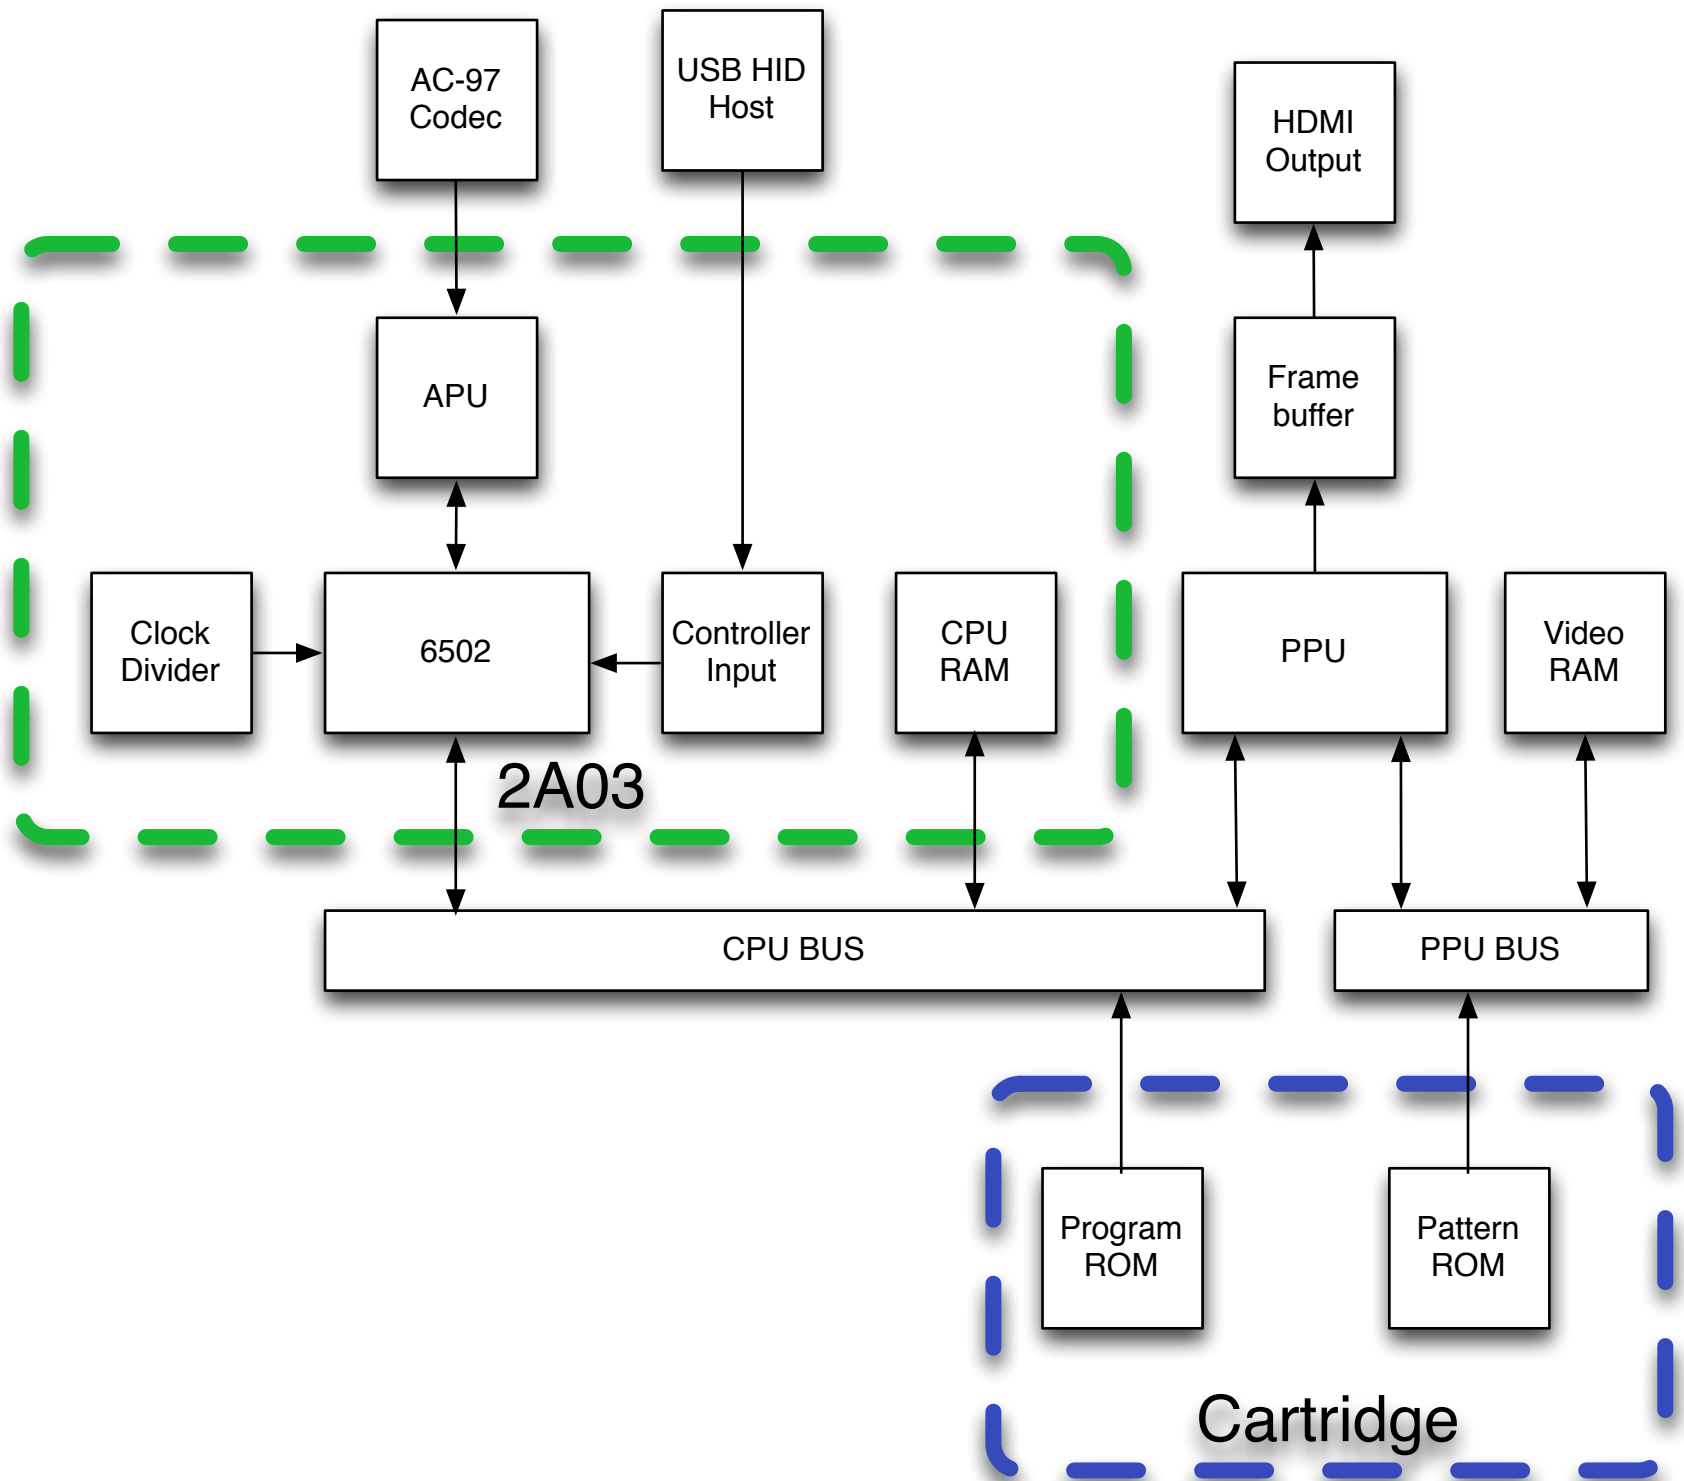 AC-97
Codec
USB HID
Host
HDMI
Output
APU
Frame
buffer
Clock
Divider
6502
Controller
Input
CPU
RAM
PPU
Video
RAM
2A03
CPU BUS
PPU BUS
Program
ROM
Pattern
ROM
Cartridge